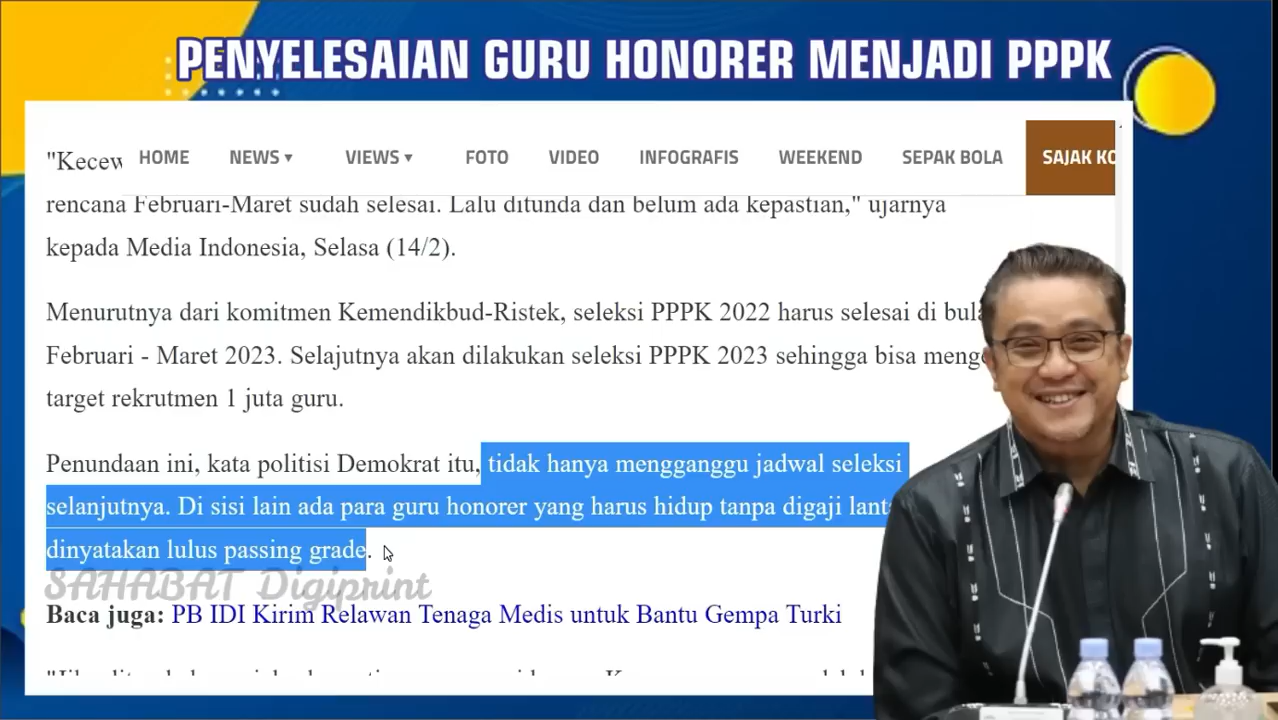 PENYELESAIAN GURU HONORER MENJADI PPPK
HOME NEWS ▾ VIEWS ▾ FOTO VIDEO INFOGRAFIS WEEKEND SEPAK BOLA SAJAK
rencana Februari-Maret sudah selesai. Lalu ditunda dan belum ada kepastian," ujarnya
kepada Media Indonesia, Selasa (14/2).
Menurutnya dari komitmen Kemendikbud-Ristek, seleksi PPPK 2022 harus selesai di
Februari - Maret 2023. Selajutnya akan dilakukan seleksi PPPK 2023 sehingga bisa
target rekrutmen 1 juta guru.
Penundaan ini, kata politisi Demokrat itu, tidak hanya mengganggu jadwal seleksi
selanjutnya. Di sisi lain ada para guru honorer yang harus hidup tanpa digaji
dinyatakan lulus passing grade.
SAHABAT Digiprint
Baca juga: PB IDI Kirim Relawan Tenaga Medis untuk Bantu Gempa Turki